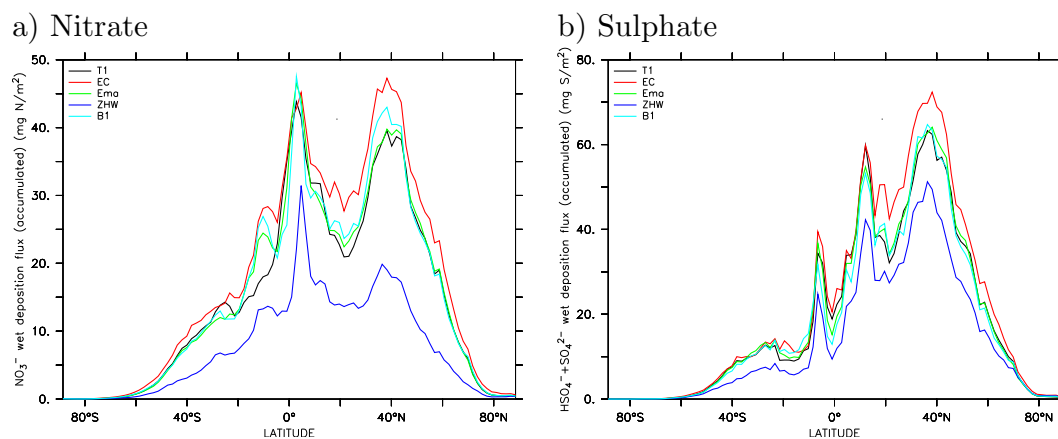 a) Nitrate
NO₃⁻ wet deposition flux (accumulated) (mg N/m²)
50.
40.
30.
20.
10.
0.
T1
EC
Ema
ZHW
B1
80°S 40°S 0° 40°N 80°N
LATITUDE
b) Sulphate
HSO₄⁻+SO₄²⁻ wet deposition flux (accumulated) (mg S/m²)
80.
60.
40.
20.
0.
T1
EC
Ema
ZHW
B1
80°S 40°S 0° 40°N 80°N
LATITUDE